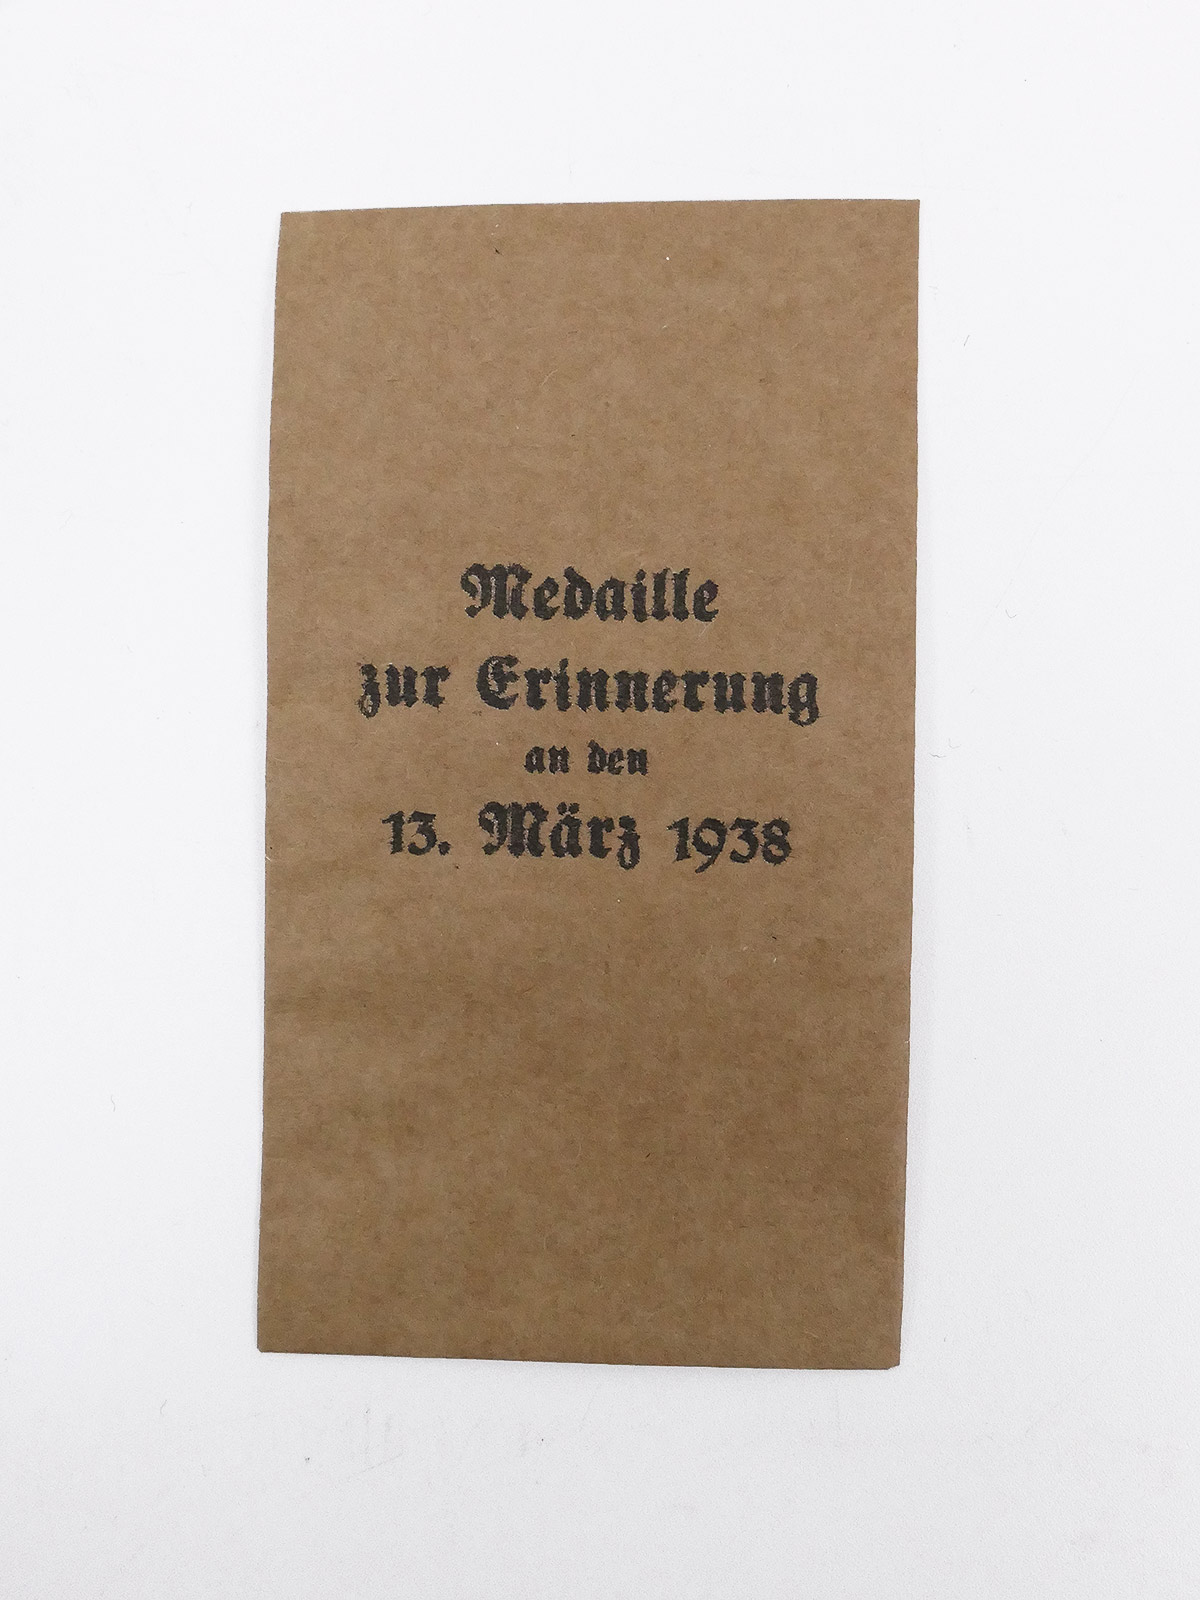 Medaille
zur Erinnerung
an den
13. März 1938